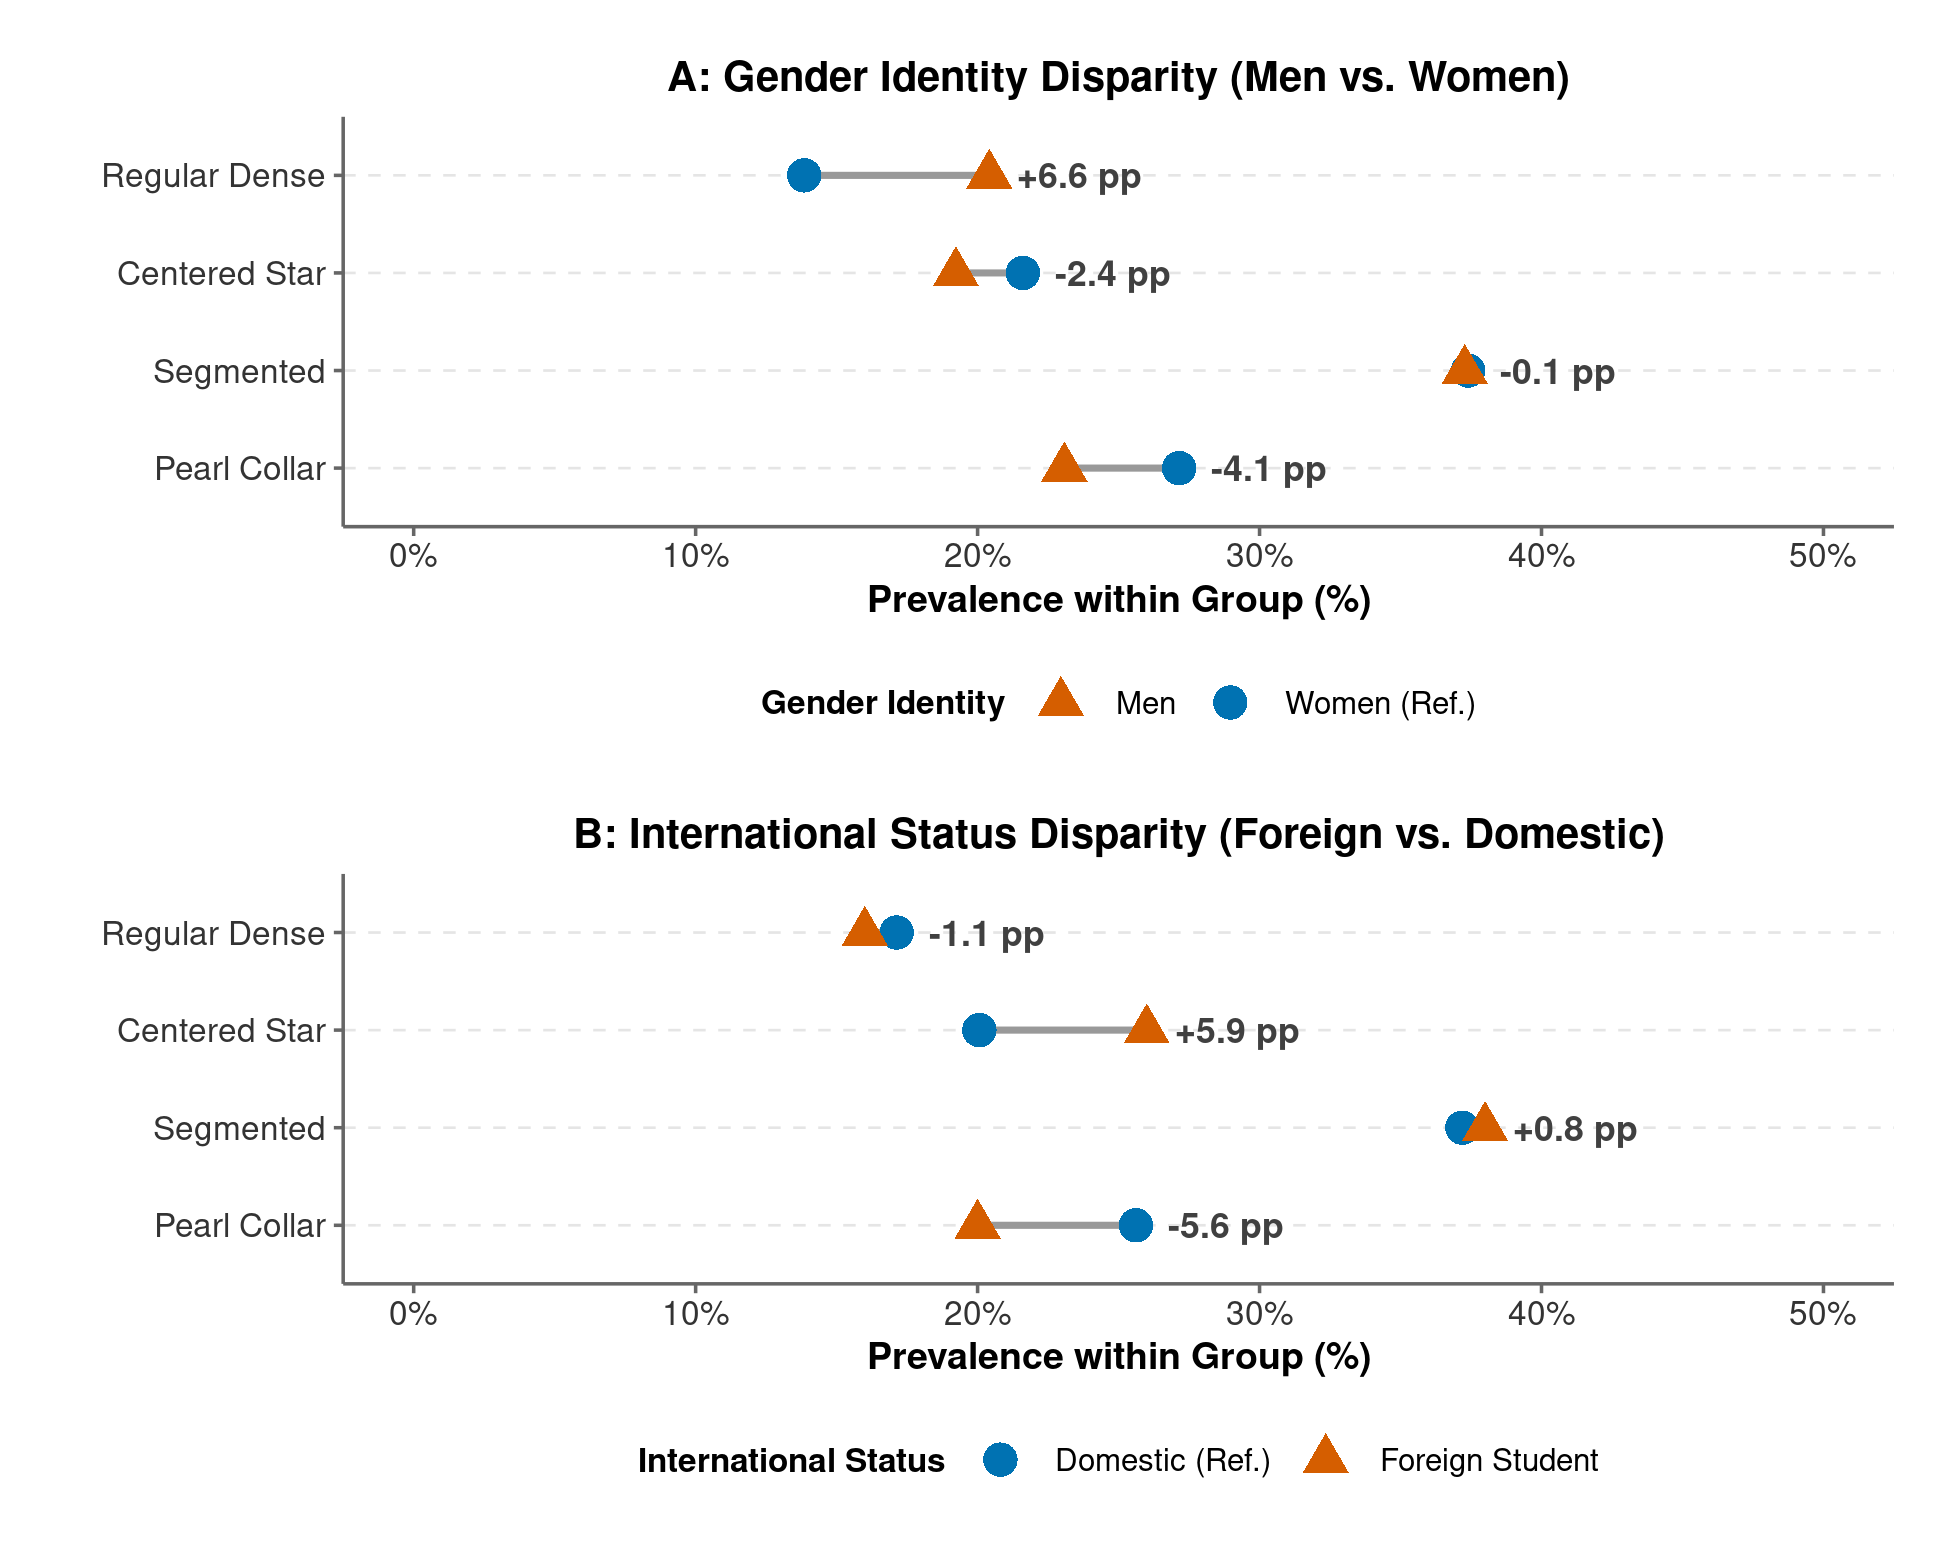 A: Gender Identity Disparity (Men vs. Women)
Regular Dense
+6.6 pp
Centered Star
-2.4 pp
Segmented
-0.1 pp
Pearl Collar
-4.1 pp
0% 10% 20% 30% 40% 50%
Prevalence within Group (%)
Gender Identity Men Women (Ref.)
B: International Status Disparity (Foreign vs. Domestic)
Regular Dense
-1.1 pp
Centered Star
+5.9 pp
Segmented
+0.8 pp
Pearl Collar
-5.6 pp
0% 10% 20% 30% 40% 50%
Prevalence within Group (%)
International Status Domestic (Ref.) Foreign Student